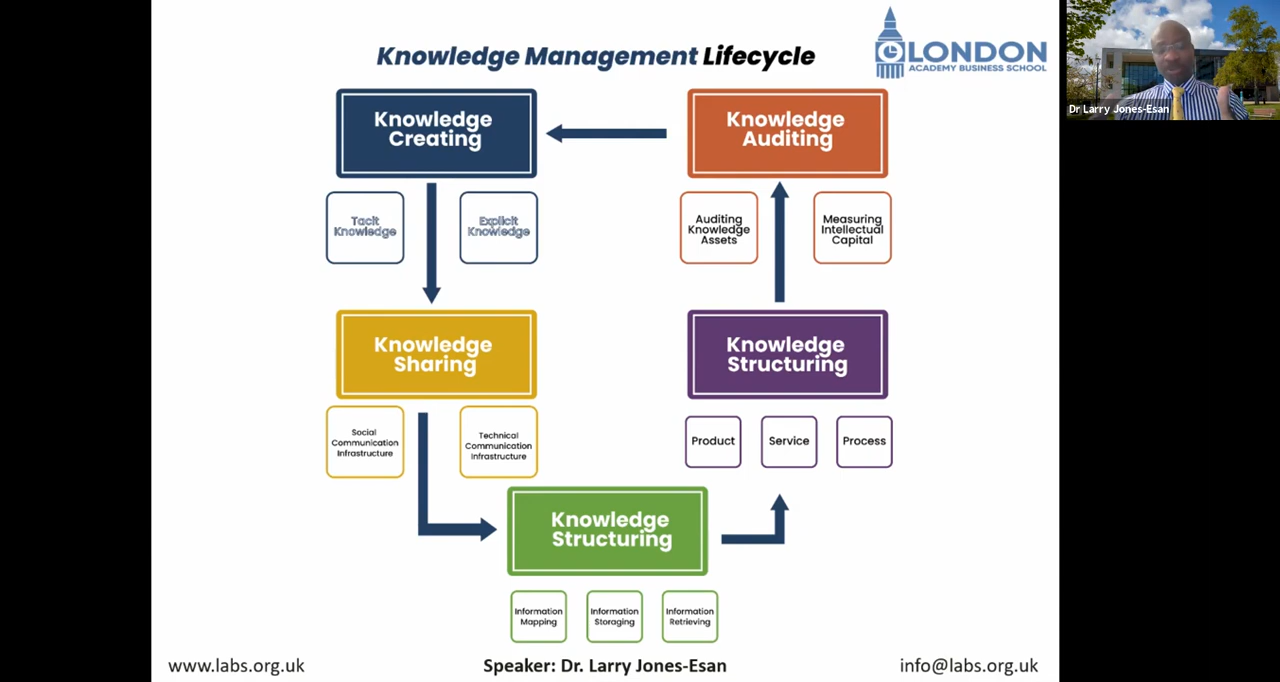 Knowledge Management Lifecycle
LONDON
ACADEMY BUSINESS SCHOOL
Dr Larry Jones-Esan
Knowledge
Creating
Knowledge
Auditing
Tacit
Knowledge
Explicit
Knowledge
Auditing
Knowledge
Assets
Measuring
Intellectual
Capital
Knowledge
Sharing
Knowledge
Structuring
Social
Communication
Infrastructure
Technical
Communication
Infrastructure
Product
Service
Process
Knowledge
Structuring
Information
Mapping
Information
Storaging
Information
Retrieving
www.labs.org.uk
Speaker: Dr. Larry Jones-Esan
info@labs.org.uk